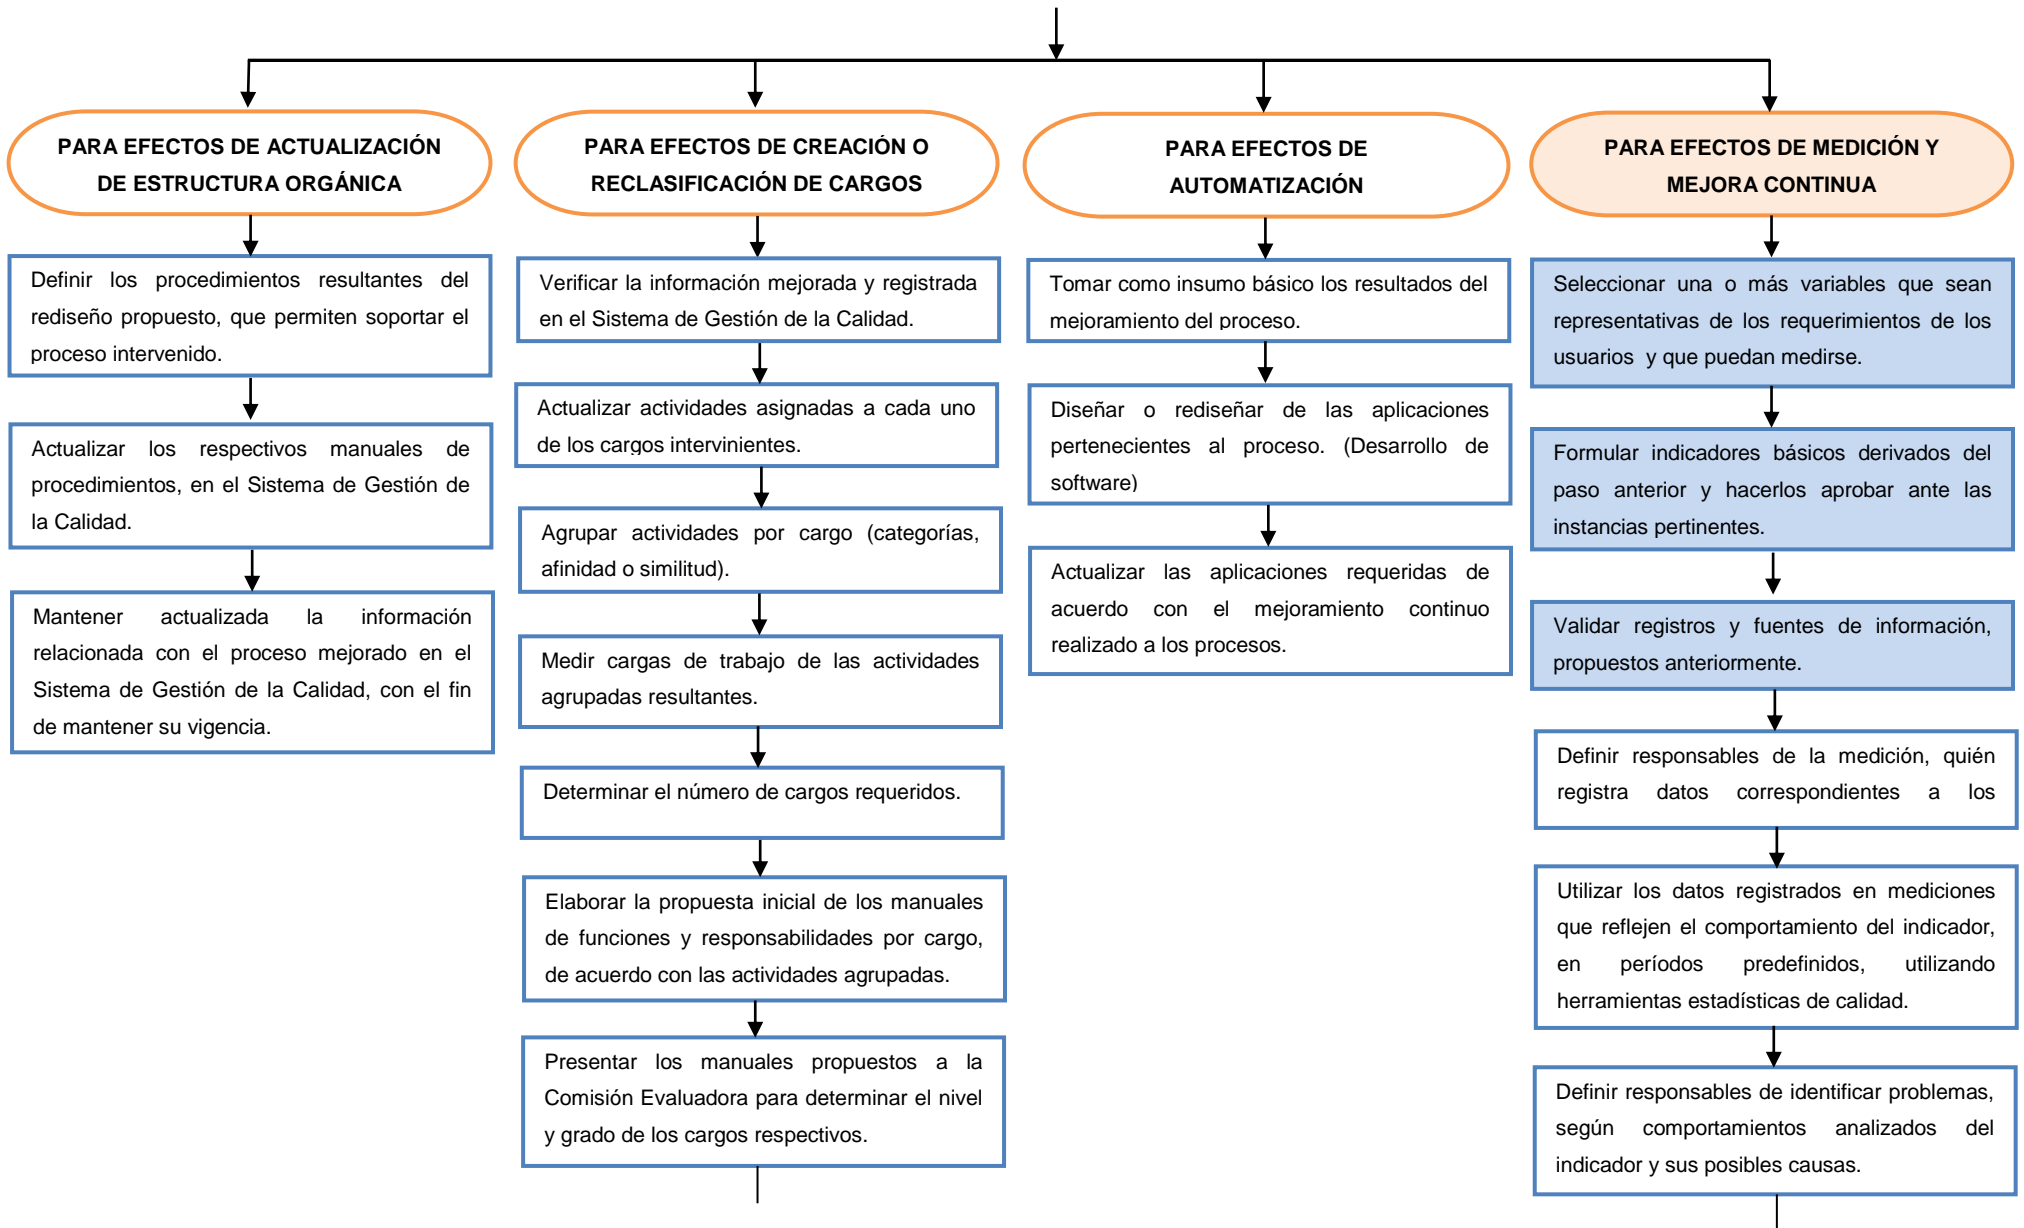 PARA EFECTOS DE ACTUALIZACIÓN
DE ESTRUCTURA ORGÁNICA
Definir los procedimientos resultantes del
rediseño propuesto, que permiten soportar el
proceso intervenido.
Actualizar los respectivos manuales de
procedimientos, en el Sistema de Gestión de
la Calidad.
Mantener actualizada la información
relacionada con el proceso mejorado en el
Sistema de Gestión de la Calidad, con el fin
de mantener su vigencia.
PARA EFECTOS DE CREACIÓN O
RECLASIFICACIÓN DE CARGOS
Verificar la información mejorada y registrada
en el Sistema de Gestión de la Calidad.
Actualizar actividades asignadas a cada uno
de los cargos intervinientes.
Agrupar actividades por cargo (categorías,
afinidad o similitud).
Medir cargas de trabajo de las actividades
agrupadas resultantes.
Determinar el número de cargos requeridos.
Elaborar la propuesta inicial de los manuales
de funciones y responsabilidades por cargo,
de acuerdo con las actividades agrupadas.
Presentar los manuales propuestos a la
Comisión Evaluadora para determinar el nivel
y grado de los cargos respectivos.
PARA EFECTOS DE
AUTOMATIZACIÓN
Tomar como insumo básico los resultados del
mejoramiento del proceso.
Diseñar o rediseñar de las aplicaciones
pertenecientes al proceso. (Desarrollo de
software)
Actualizar las aplicaciones requeridas de
acuerdo con el mejoramiento continuo
realizado a los procesos.
PARA EFECTOS DE MEDICIÓN Y
MEJORA CONTINUA
Seleccionar una o más variables que sean
representativas de los requerimientos de los
usuarios y que puedan medirse.
Formular indicadores básicos derivados del
paso anterior y hacerlos aprobar ante las
instancias pertinentes.
Validar registros y fuentes de información,
propuestos anteriormente.
Definir responsables de la medición, quién
registra datos correspondientes a los
Utilizar los datos registrados en mediciones
que reflejen el comportamiento del indicador,
en períodos predefinidos, utilizando
herramientas estadísticas de calidad.
Definir responsables de identificar problemas,
según comportamientos analizados del
indicador y sus posibles causas.